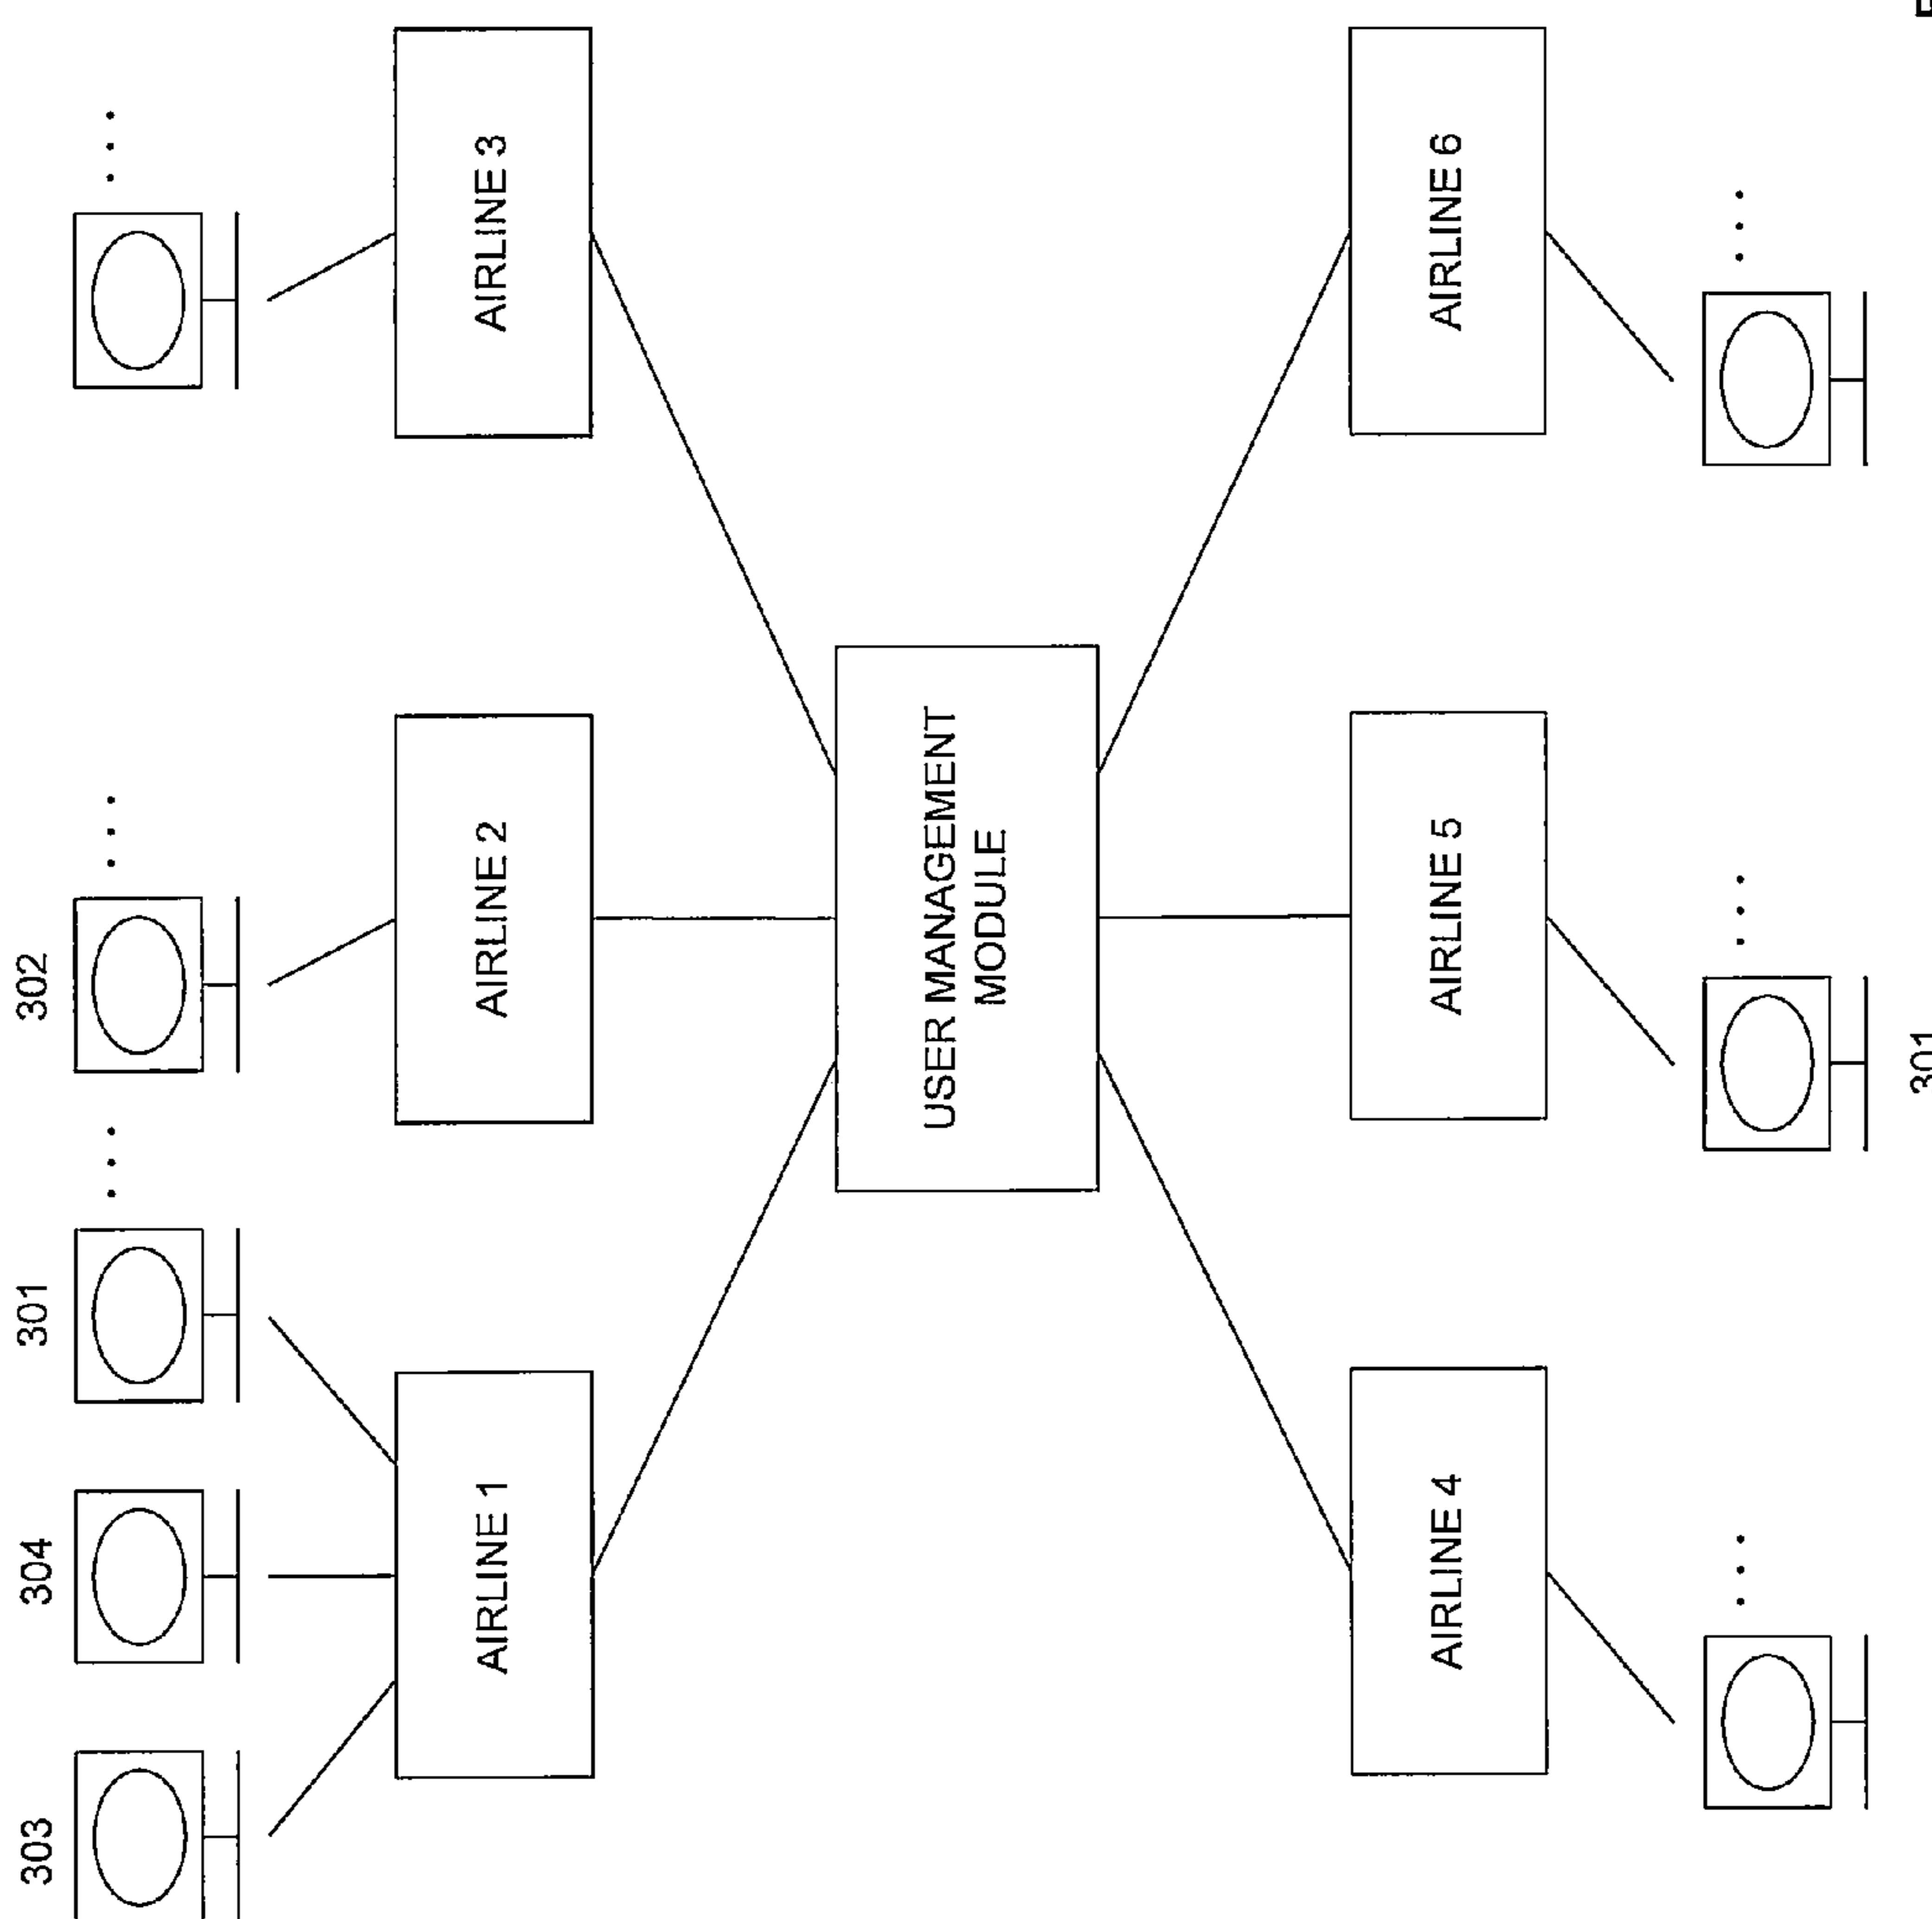 303
304
301
302
AIRLINE 1
AIRLINE 2
AIRLINE 3
USER MANAGEMENT
MODULE
AIRLINE 4
AIRLINE 5
AIRLINE 6
301